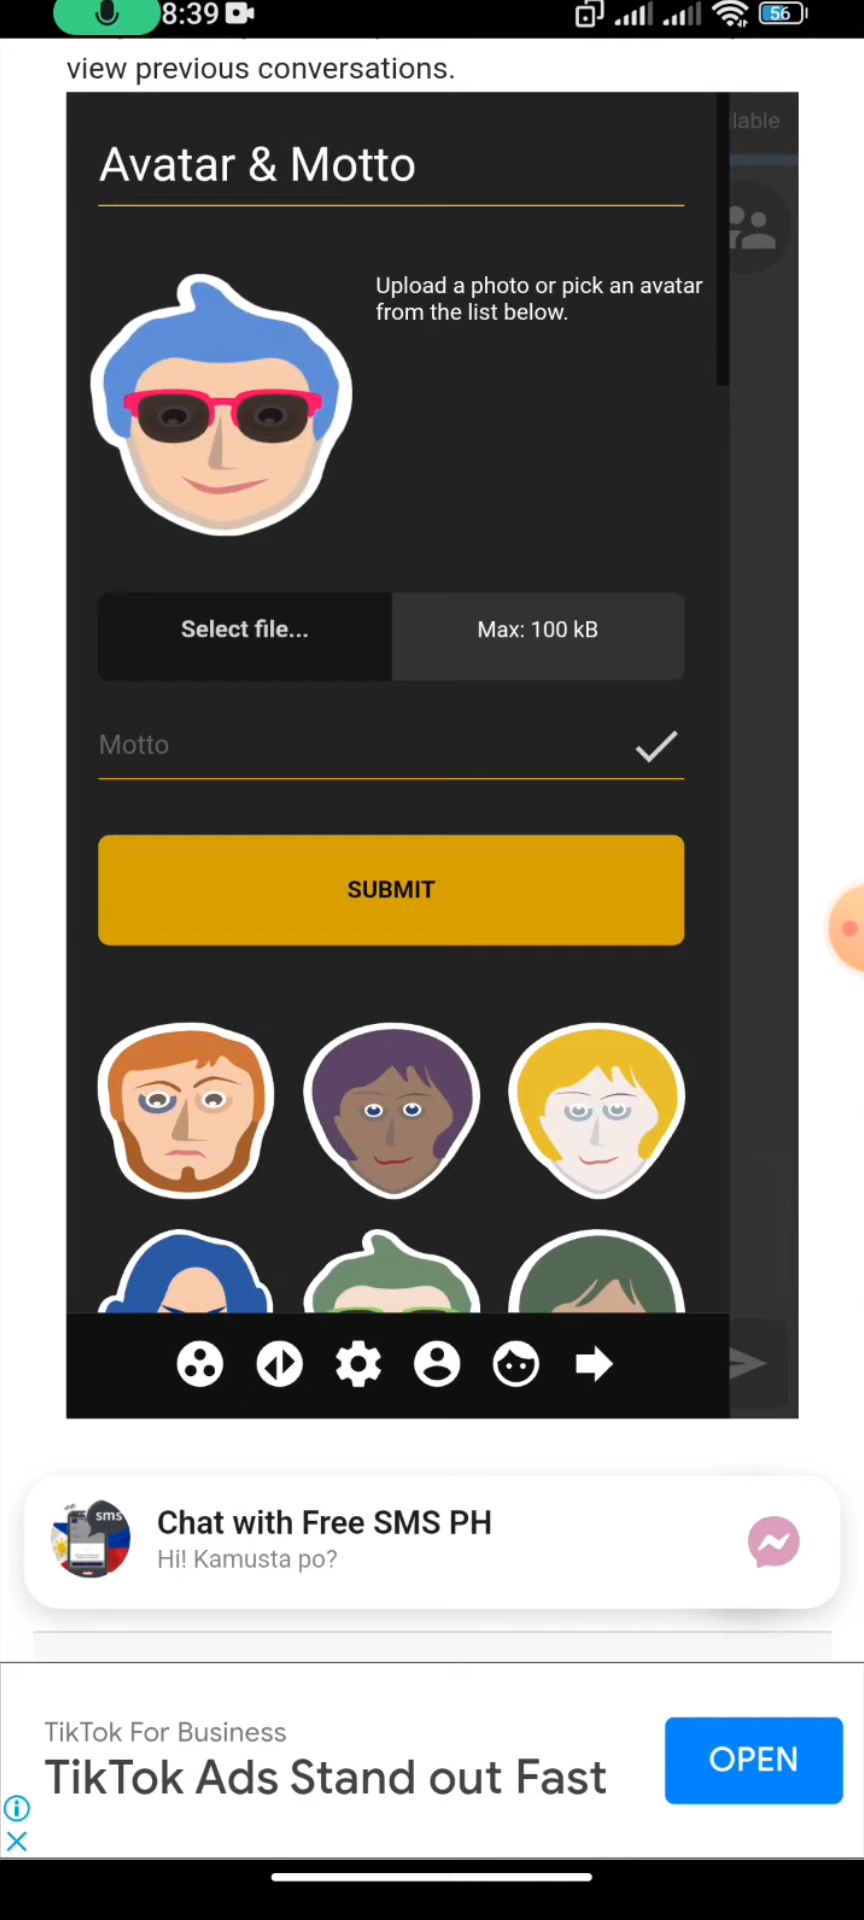 8:39
56
view previous conversations.
lable
Avatar & Motto
Upload a photo or pick an avatar
from the list below.
Select file...
Max: 100 kB
Motto
SUBMIT
sms
Chat with Free SMS PH
Hi! Kamusta po?
TikTok For Business
TikTok Ads Stand out Fast
OPEN